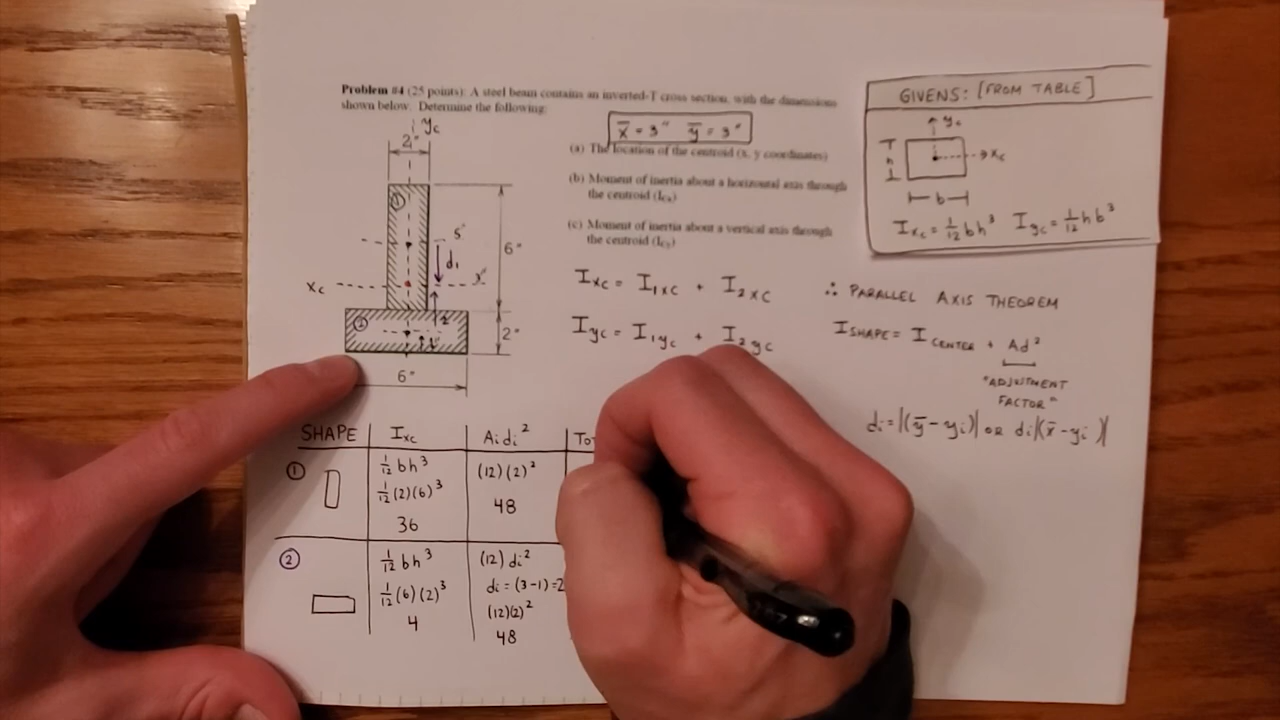 Problem #4 (25 points): A steel beam contains an inverted-T cross section, with the dimensions
shown below. Determine the following:
x̄ = 3" ȳ = 3"
(a) The location of the centroid (x, y coordinates)
(b) Moment of inertia about a horizontal axis through
the centroid (Icx)
(c) Moment of inertia about a vertical axis through
the centroid (Icy)
yc
2"
①
5"
d₁
6"
xc
3"
②
1"
2"
6"
Ixc = I₁xc + I₂xc
Iyc = I₁yc + I₂yc
GIVENS: [FROM TABLE]
yc
h
xc
b
Ixc = 1/12 bh³ Iyc = 1/12 hb³
∴ PARALLEL AXIS THEOREM
ISHAPE = ICENTER + Ad²
"ADJUSTMENT
FACTOR"
di = |(ȳ - yi)| OR di|(x̄ - yi)|
SHAPE Ixc Aidi²
① 1/12 bh³ (12)(2)²
1/12 (2)(6)³
36 48
② 1/12 bh³ (12) di²
1/12 (6)(2)³ di = (3-1) = 2
(12)(2)²
4 48